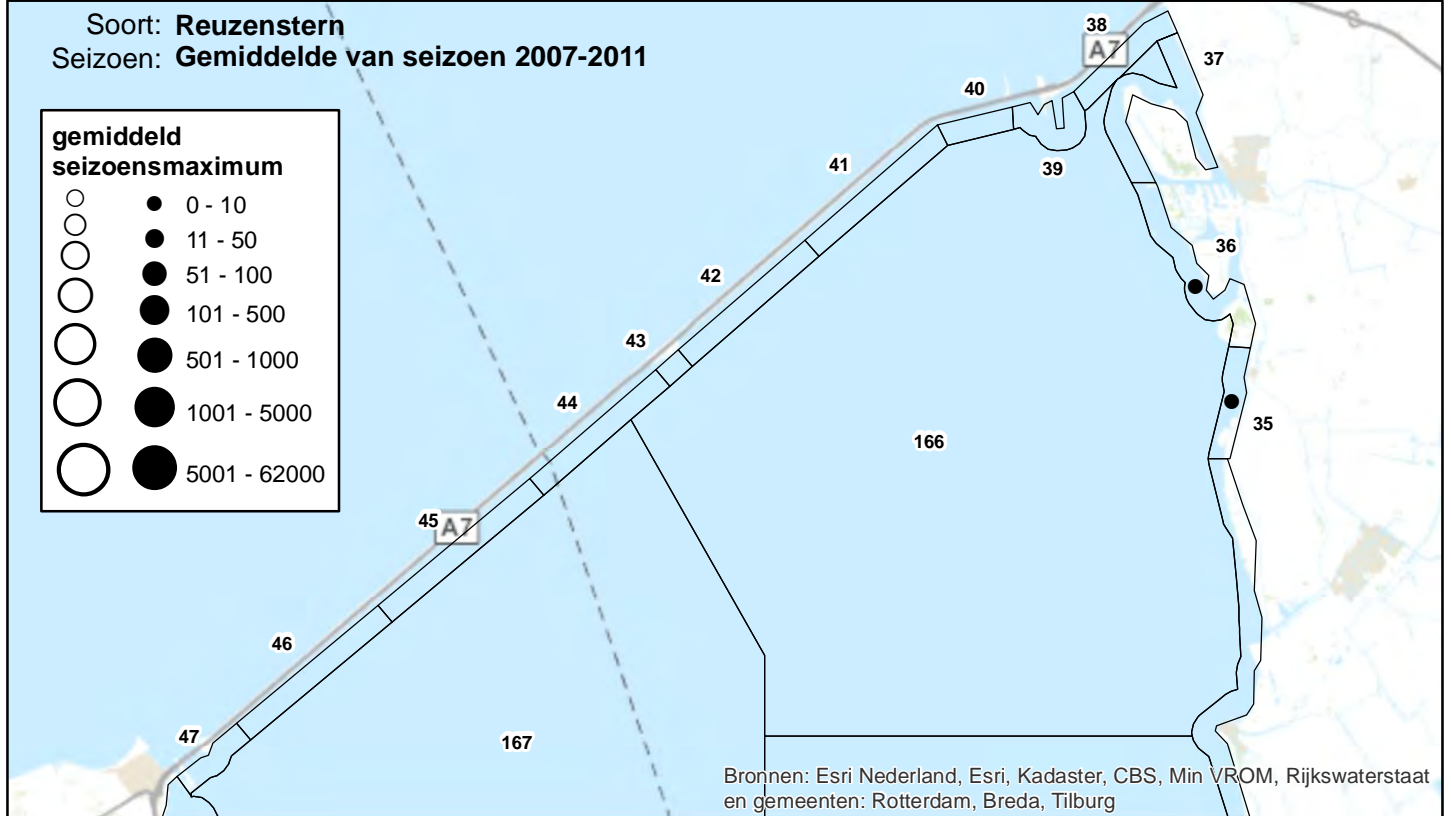 Soort: Reuzenstern
Seizoen: Gemiddelde van seizoen 2007-2011
gemiddeld
seizoensmaximum
0 - 10
11 - 50
51 - 100
101 - 500
501 - 1000
1001 - 5000
5001 - 62000
38
A7
37
40
41
39
36
42
43
44
35
166
45
A7
46
47
167
Bronnen: Esri Nederland, Esri, Kadaster, CBS, Min VROM, Rijkswaterstaat
en gemeenten: Rotterdam, Breda, Tilburg